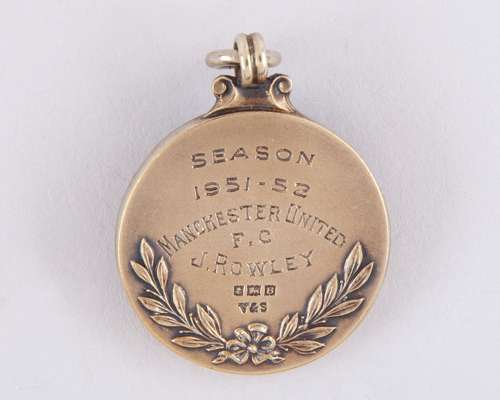 SEASON
1951-52
MANCHESTER UNITED
F.C
J. ROWLEY
V&S